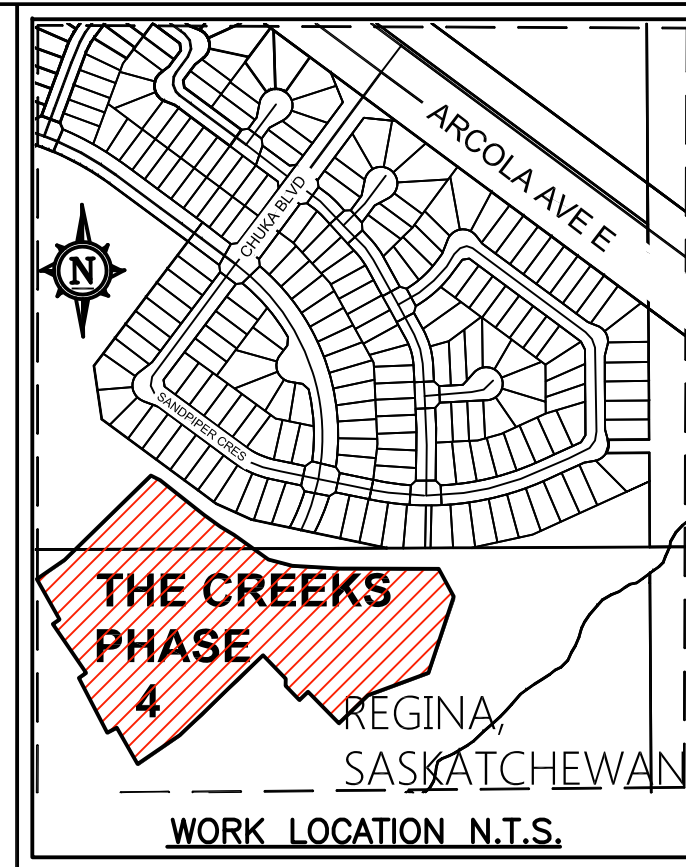 ARCOLA AVE E
CHUKA BLVD
N
SANDPIPER CRES
THE CREEKS
PHASE
4
REGINA,
SASKATCHEWAN
WORK LOCATION N.T.S.